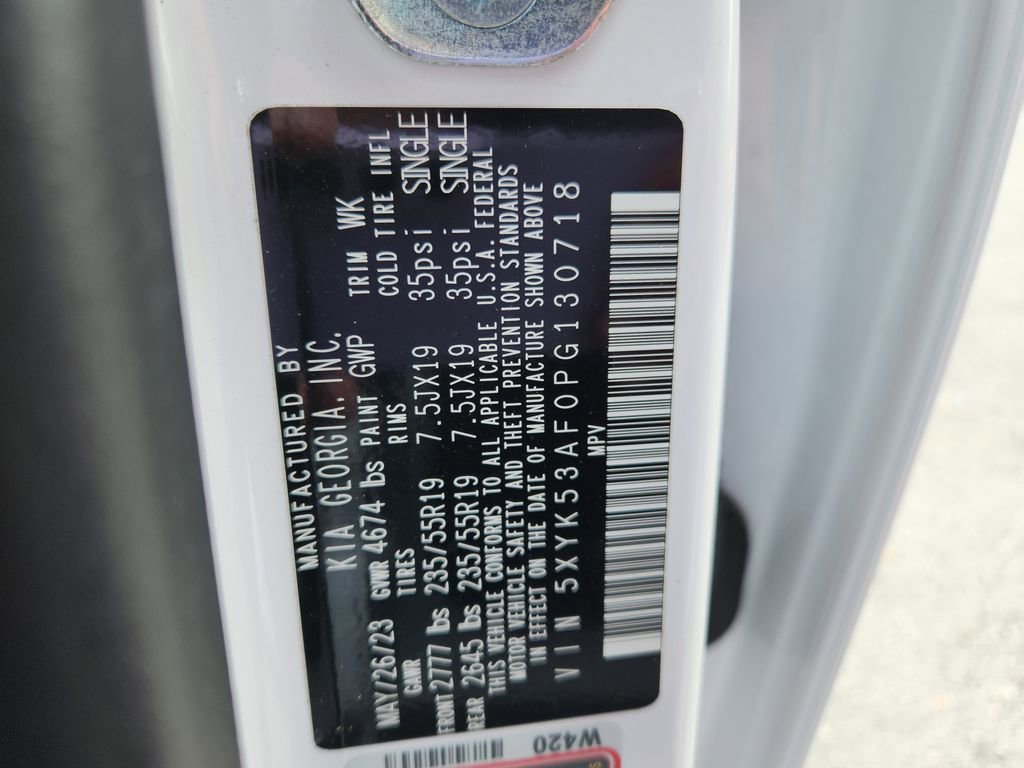 MANUFACTURED BY
KIA GEORGIA, INC.
MAY/26/23 GVWR 4674 lbs PAINT GWP TRIM WK
GAWR TIRES RIMS COLD TIRE INFL
FRONT 2777 lbs 235/55R19 7.5JX19 35psi SINGLE
REAR 2645 lbs 235/55R19 7.5JX19 35psi SINGLE
THIS VEHICLE CONFORMS TO ALL APPLICABLE U.S.A. FEDERAL
MOTOR VEHICLE SAFETY AND THEFT PREVENTION STANDARDS
IN EFFECT ON THE DATE OF MANUFACTURE SHOWN ABOVE
VIN 5XYK53AF0PG130718
MPV
W420